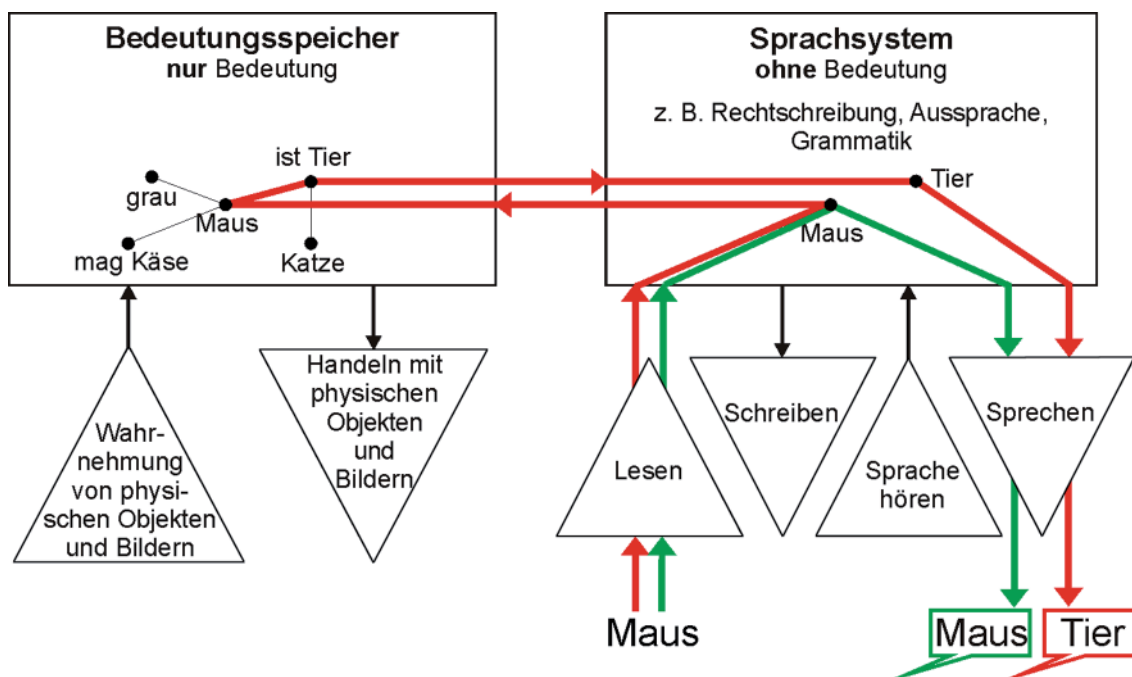 Bedeutungsspeicher
nur Bedeutung
ist Tier
grau
Maus
mag Käse
Katze
Sprachsystem
ohne Bedeutung
z. B. Rechtschreibung, Aussprache,
Grammatik
Tier
Maus
Wahr-
nehmung
von physi-
schen Objekten
und Bildern
Handeln mit
physischen
Objekten
und
Bildern
Lesen
Schreiben
Sprache
hören
Sprechen
Maus
Maus
Tier